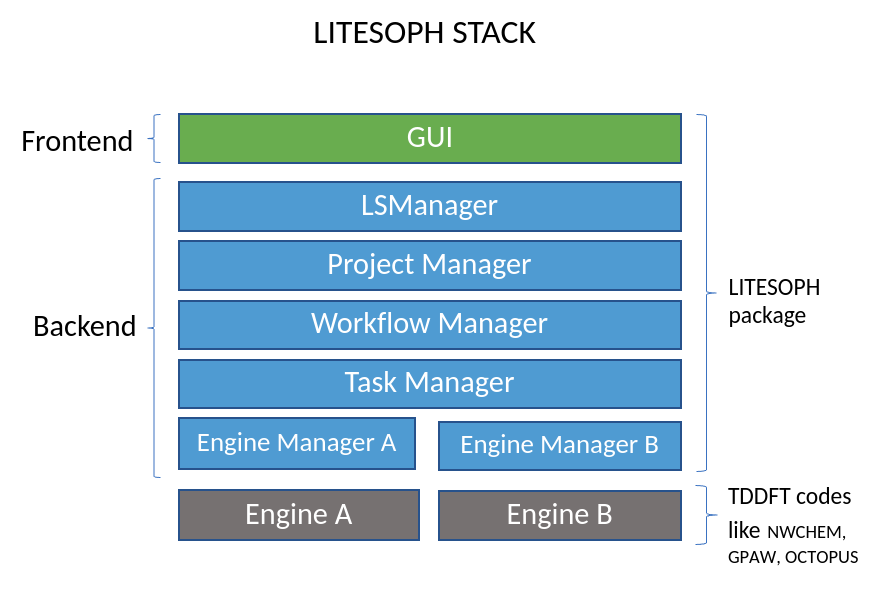 LITESOPH STACK
Frontend
GUI
LSManager
Project Manager
Workflow Manager
Task Manager
Engine Manager A
Engine Manager B
Backend
LITESOPH
package
Engine A
Engine B
TDDFT codes
like NWCHEM,
GPAW, OCTOPUS